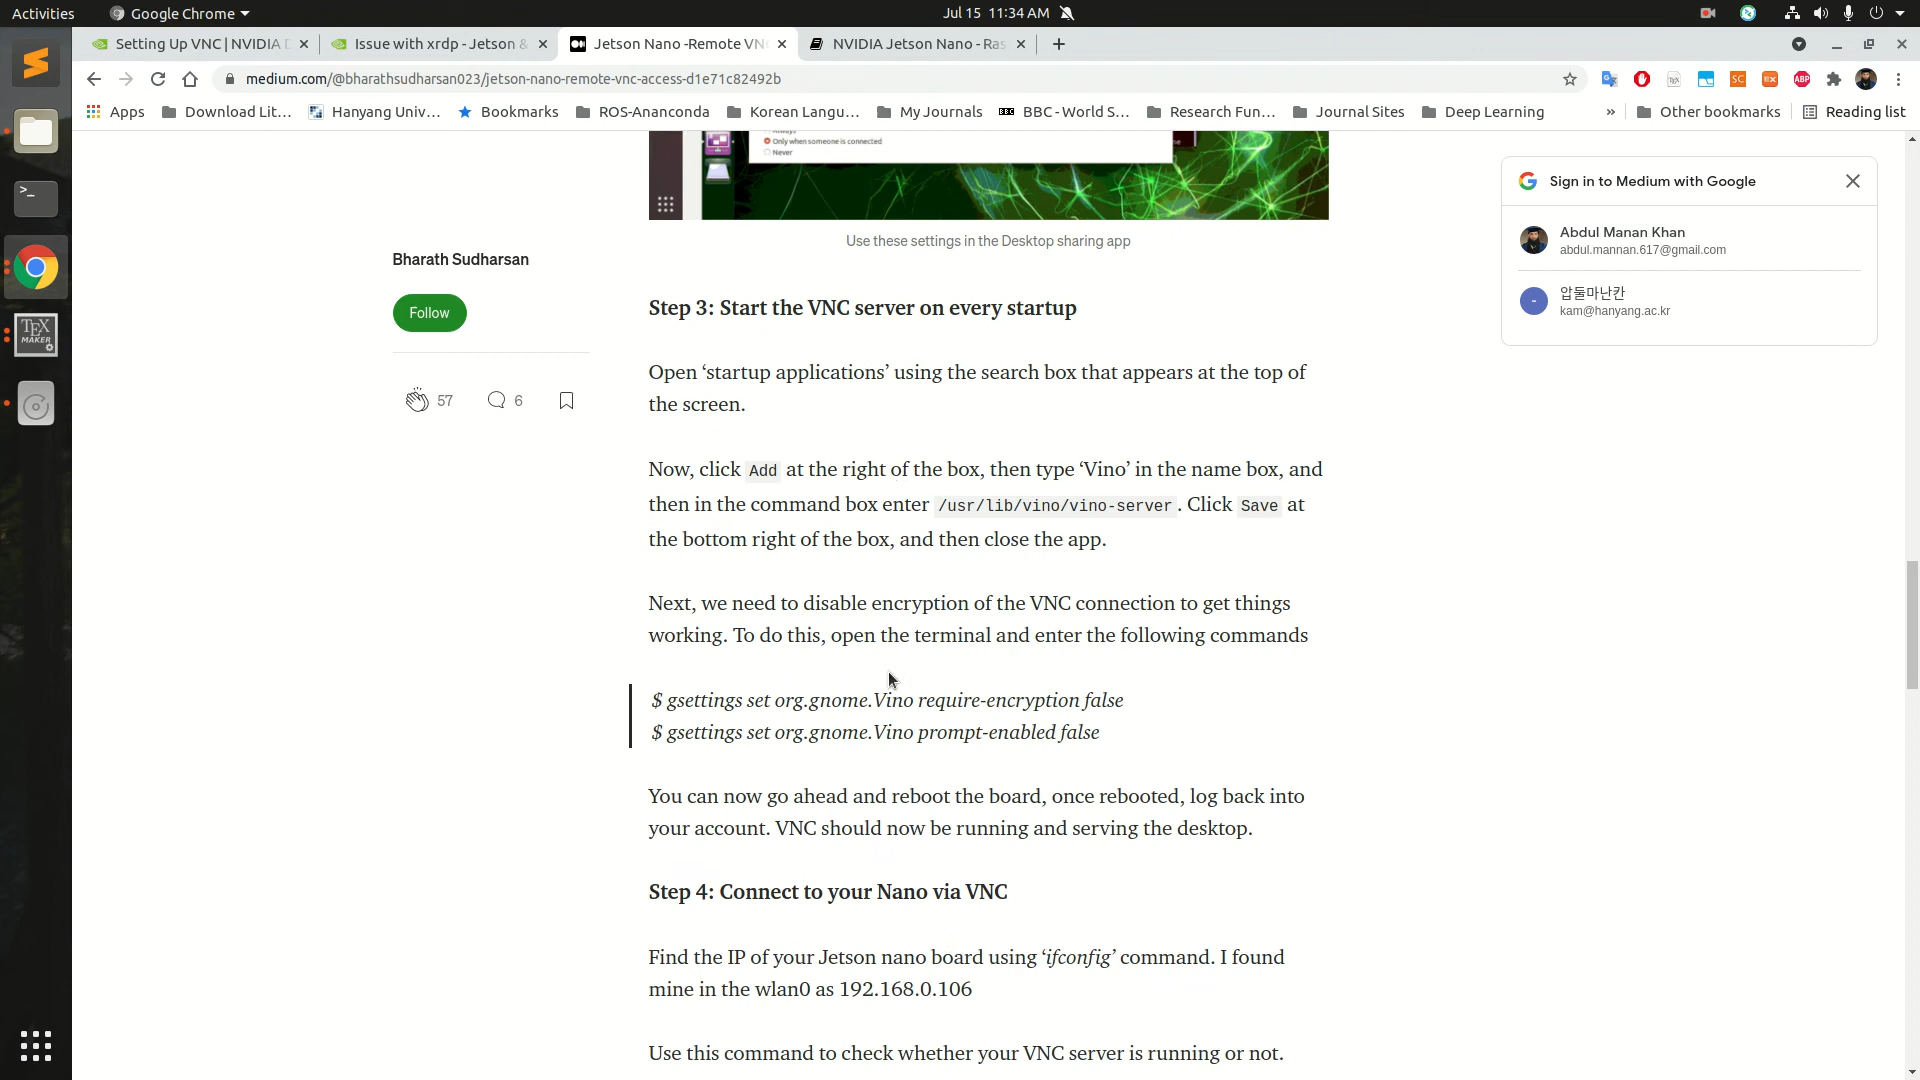 Activities
Google Chrome
Jul 15 11:34 AM
Setting Up VNC | NVIDIA D
Issue with xrdp - Jetson &
Jetson Nano -Remote VNC
NVIDIA Jetson Nano - Ras
medium.com/@bharathsudharsan023/jetson-nano-remote-vnc-access-d1e71c82492b
SC
EX
ABP
Apps
Download Lit...
Hanyang Univ...
Bookmarks
ROS-Ananconda
Korean Langu...
My Journals
BBC
BBC - World S...
Research Fun...
Journal Sites
Deep Learning
»
Other bookmarks
Reading list
Always
Only when someone is connected
Never
Use these settings in the Desktop sharing app
Sign in to Medium with Google
Abdul Manan Khan
abdul.mannan.617@gmail.com
압둘마난칸
kam@hanyang.ac.kr
TEX
MAKER
Bharath Sudharsan
Follow
57
6
Step 3: Start the VNC server on every startup
Open ‘startup applications’ using the search box that appears at the top of
the screen.
Now, click Add at the right of the box, then type ‘Vino’ in the name box, and
then in the command box enter /usr/lib/vino/vino-server . Click Save at
the bottom right of the box, and then close the app.
Next, we need to disable encryption of the VNC connection to get things
working. To do this, open the terminal and enter the following commands
$ gsettings set org.gnome.Vino require-encryption false
$ gsettings set org.gnome.Vino prompt-enabled false
You can now go ahead and reboot the board, once rebooted, log back into
your account. VNC should now be running and serving the desktop.
Step 4: Connect to your Nano via VNC
Find the IP of your Jetson nano board using ‘ifconfig’ command. I found
mine in the wlan0 as 192.168.0.106
Use this command to check whether your VNC server is running or not.